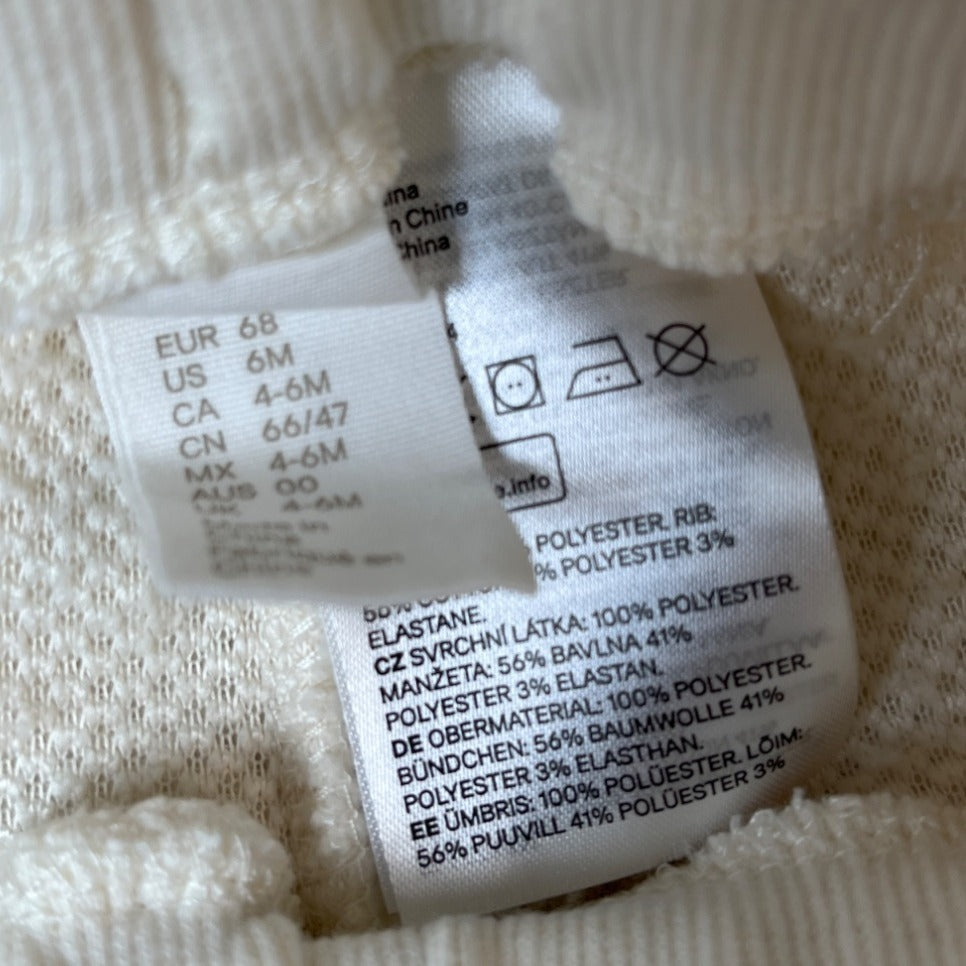 n Chine
China
EUR 68
US 6M
CA 4-6M
CN 66/47
MX 4-6M
AUS 00
UK 4-6M
e.info
POLYESTER. RIB:
% POLYESTER 3%
ELASTANE.
CZ SVRCHNÍ LÁTKA: 100% POLYESTER.
MANŽETA: 56% BAVLNA 41%
POLYESTER 3% ELASTAN.
DE OBERMATERIAL: 100% POLYESTER.
BÜNDCHEN: 56% BAUMWOLLE 41%
POLYESTER 3% ELASTHAN.
EE ÜMBRIS: 100% POLÜESTER. LÕIM:
56% PUUVILL 41% POLÜESTER 3%